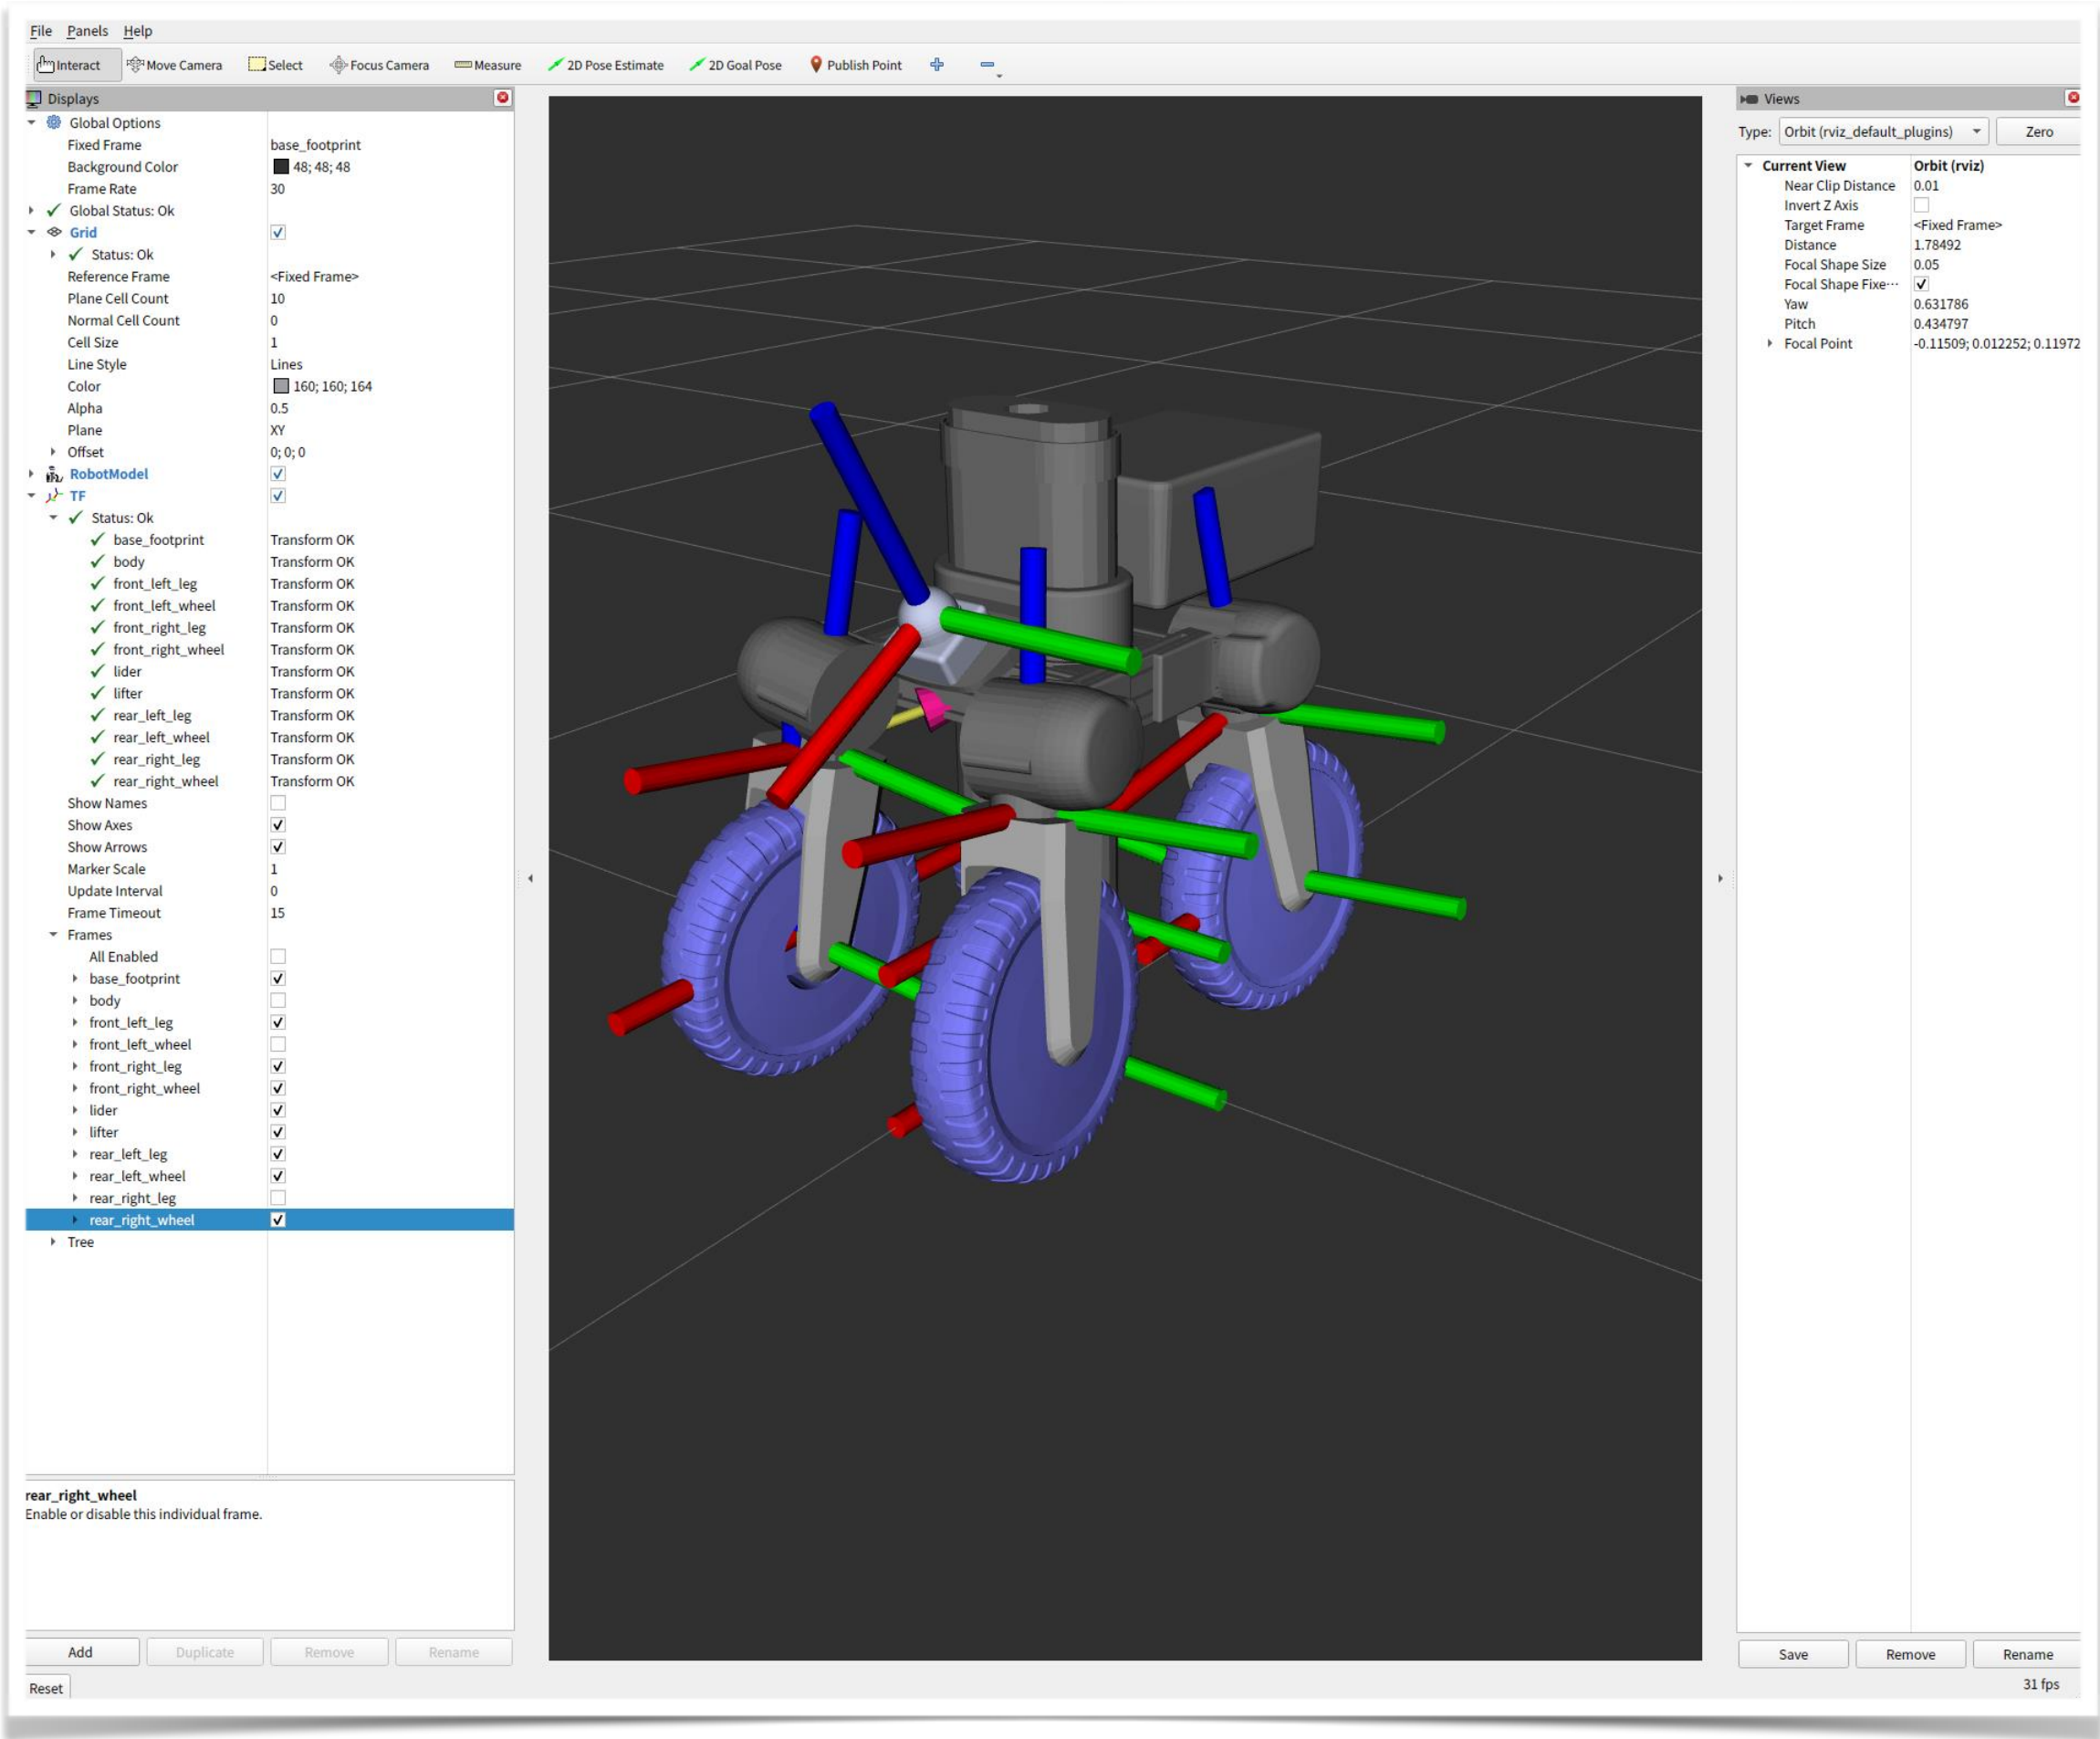 File Panels Help
Interact Move Camera Select Focus Camera Measure 2D Pose Estimate 2D Goal Pose Publish Point
Displays
Global Options
Fixed Frame base_footprint
Background Color 48; 48; 48
Frame Rate 30
Global Status: Ok
Grid
Status: Ok
Reference Frame <Fixed Frame>
Plane Cell Count 10
Normal Cell Count 0
Cell Size 1
Line Style Lines
Color 160; 160; 164
Alpha 0.5
Plane XY
Offset 0; 0; 0
RobotModel
TF
Status: Ok
base_footprint Transform OK
body Transform OK
front_left_leg Transform OK
front_left_wheel Transform OK
front_right_leg Transform OK
front_right_wheel Transform OK
lider Transform OK
lifter Transform OK
rear_left_leg Transform OK
rear_left_wheel Transform OK
rear_right_leg Transform OK
rear_right_wheel Transform OK
Show Names
Show Axes
Show Arrows
Marker Scale 1
Update Interval 0
Frame Timeout 15
Frames
All Enabled
base_footprint
body
front_left_leg
front_left_wheel
front_right_leg
front_right_wheel
lider
lifter
rear_left_leg
rear_left_wheel
rear_right_leg
rear_right_wheel
Tree
rear_right_wheel
Enable or disable this individual frame.
Add Duplicate Remove Rename
Reset
Views
Type: Orbit (rviz_default_plugins) Zero
Current View Orbit (rviz)
Near Clip Distance 0.01
Invert Z Axis
Target Frame <Fixed Frame>
Distance 1.78492
Focal Shape Size 0.05
Focal Shape Fixe···
Yaw 0.631786
Pitch 0.434797
Focal Point -0.11509; 0.012252; 0.11972
Save Remove Rename
31 fps